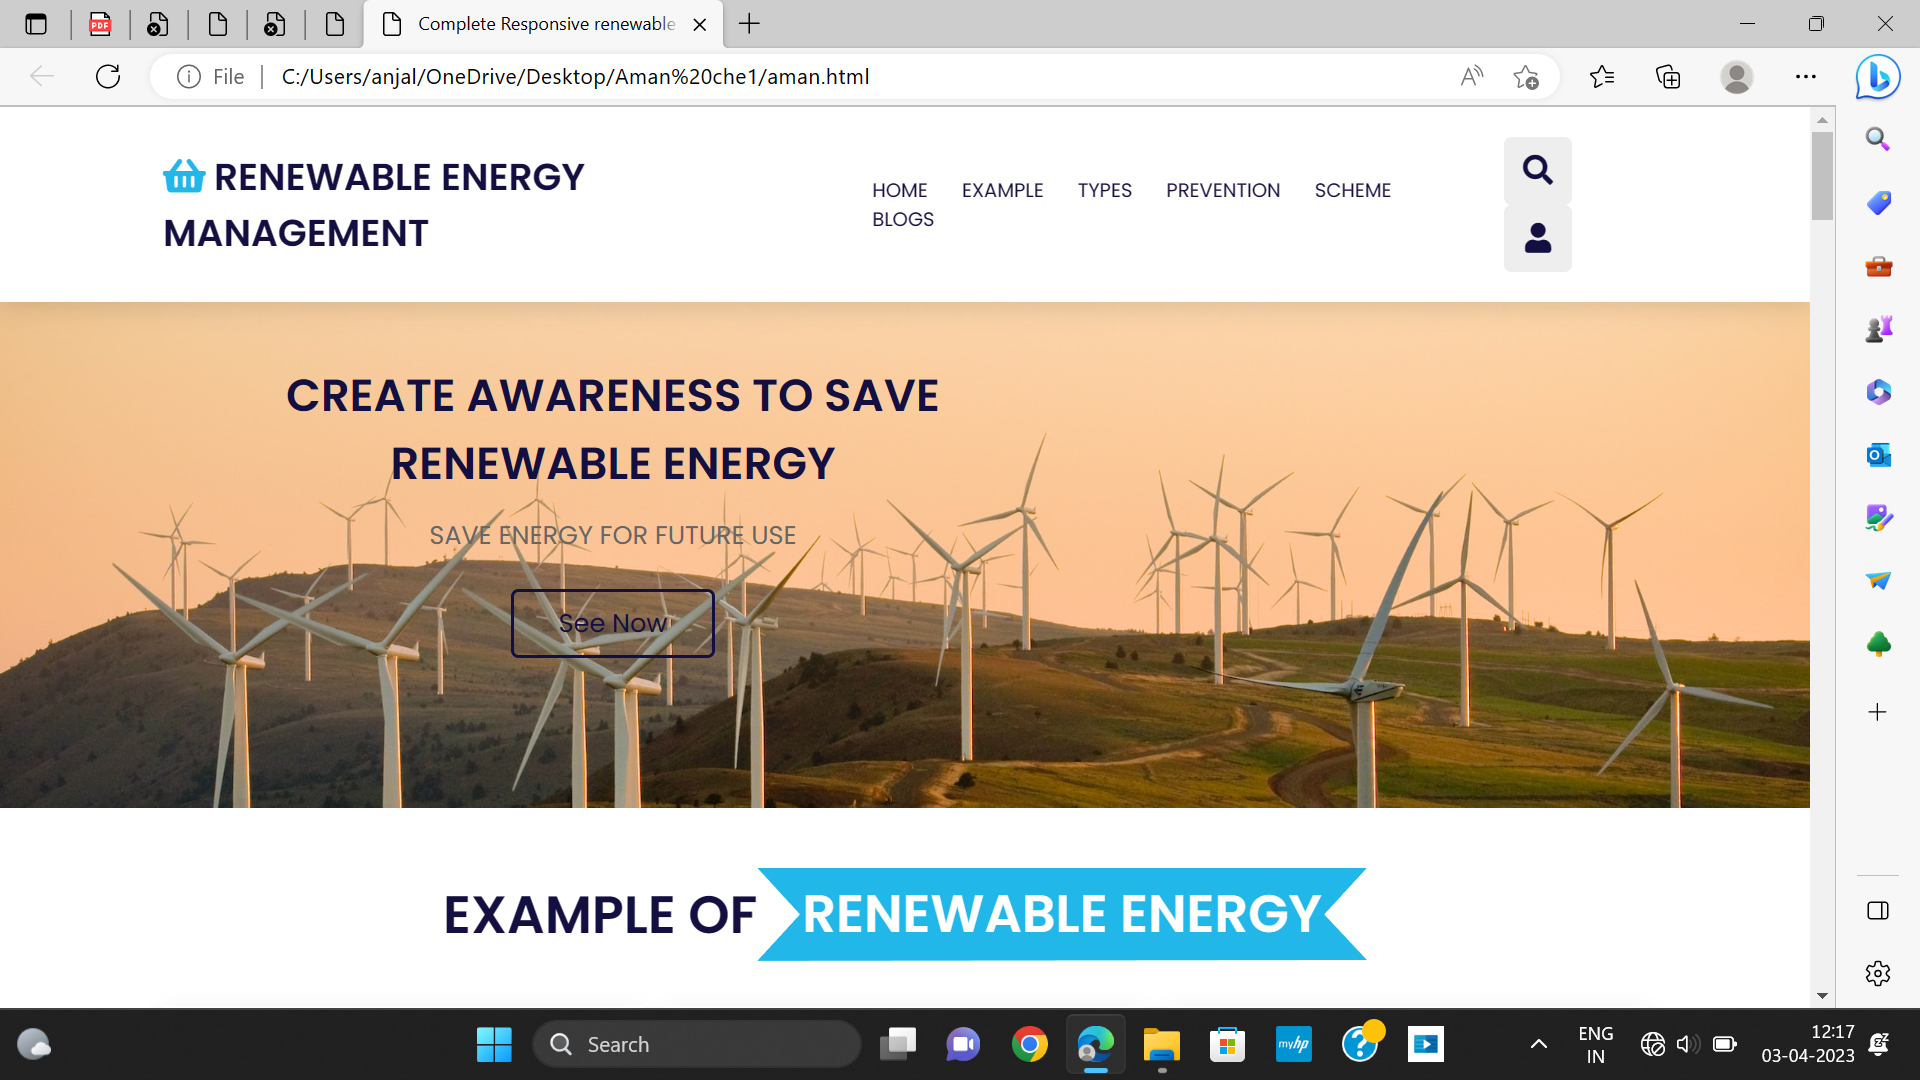 PDF
Complete Responsive renewable
File
C:/Users/anjal/OneDrive/Desktop/Aman%20che1/aman.html
RENEWABLE ENERGY
MANAGEMENT
HOME EXAMPLE TYPES PREVENTION SCHEME
BLOGS
CREATE AWARENESS TO SAVE
RENEWABLE ENERGY
SAVE ENERGY FOR FUTURE USE
See Now
EXAMPLE OF RENEWABLE ENERGY
Search
myhp
ENG
IN
12:17
03-04-2023